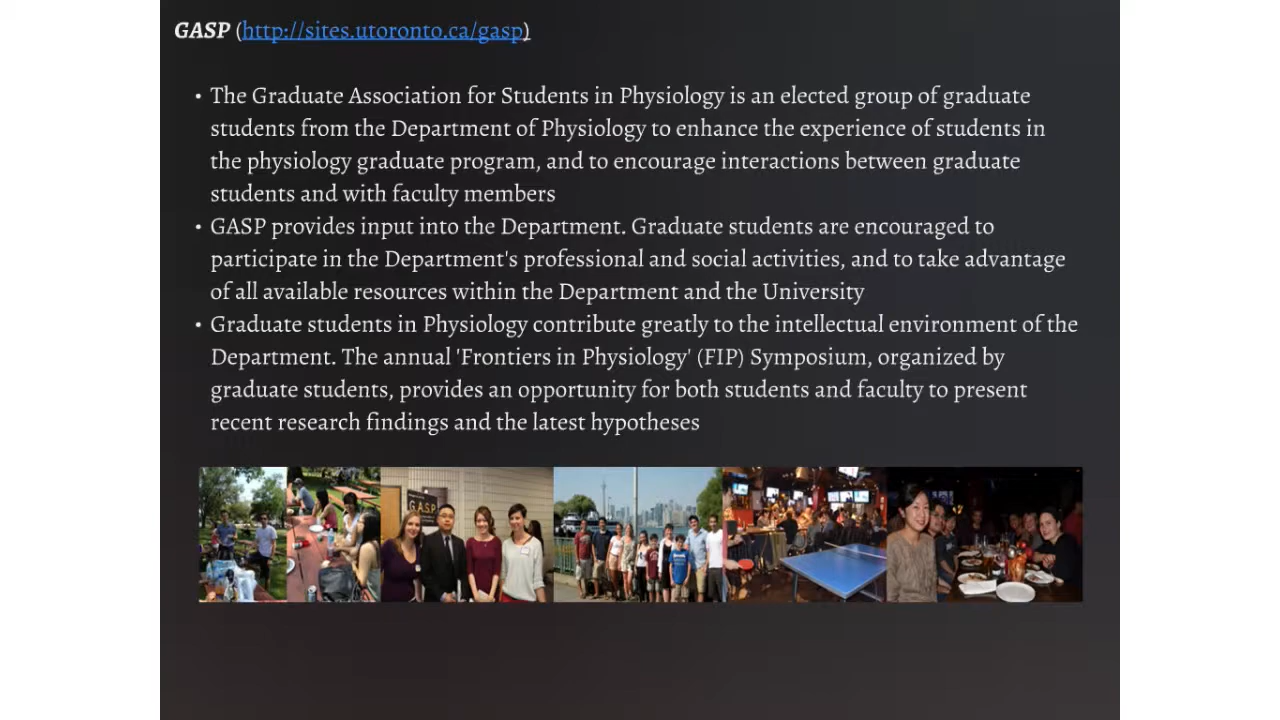 GASP (http://sites.utoronto.ca/gasp)
• The Graduate Association for Students in Physiology is an elected group of graduate
students from the Department of Physiology to enhance the experience of students in
the physiology graduate program, and to encourage interactions between graduate
students and with faculty members
• GASP provides input into the Department. Graduate students are encouraged to
participate in the Department's professional and social activities, and to take advantage
of all available resources within the Department and the University
• Graduate students in Physiology contribute greatly to the intellectual environment of the
Department. The annual 'Frontiers in Physiology' (FIP) Symposium, organized by
graduate students, provides an opportunity for both students and faculty to present
recent research findings and the latest hypotheses
G.A.S.P